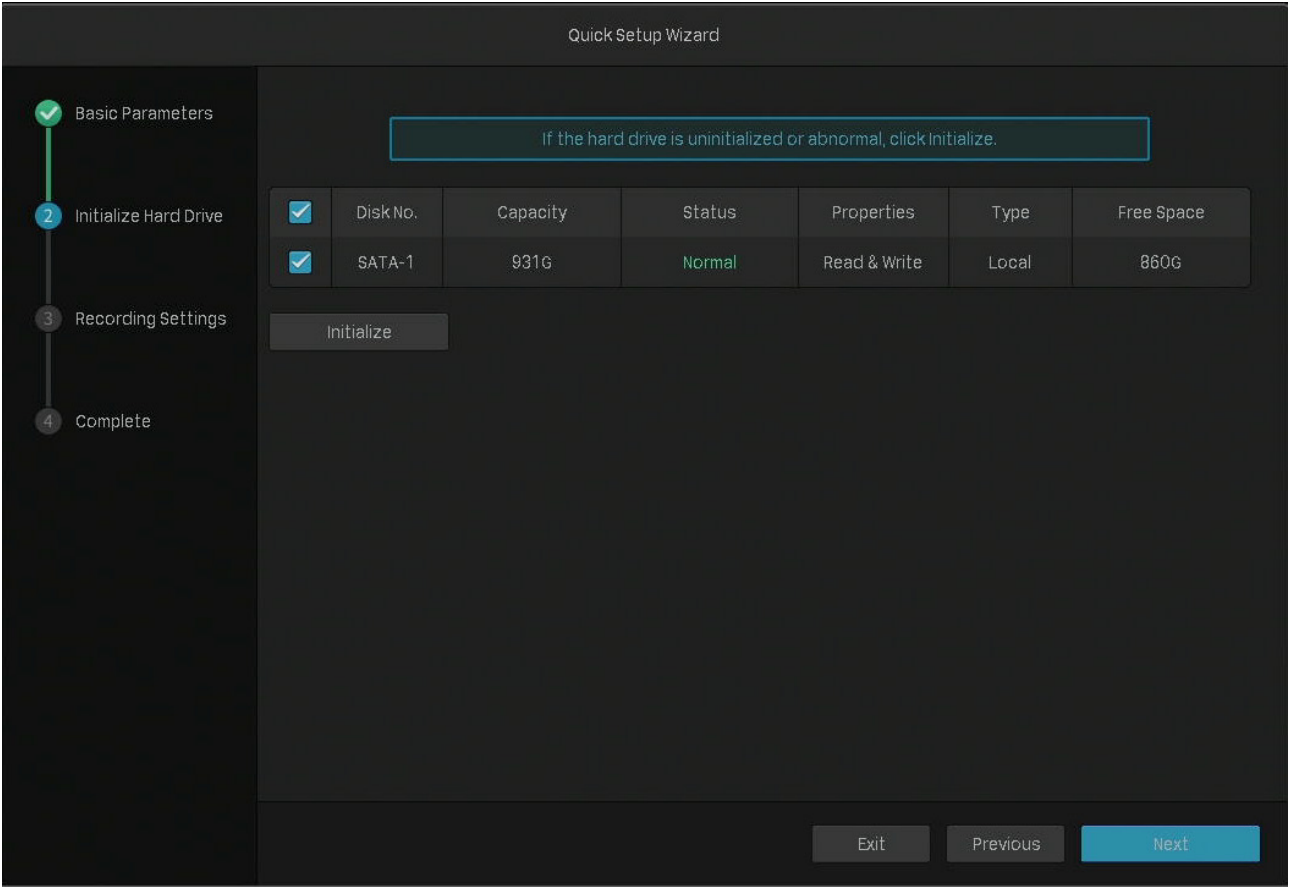 Quick Setup Wizard
Basic Parameters
2 Initialize Hard Drive
3 Recording Settings
4 Complete
If the hard drive is uninitialized or abnormal, click Initialize.
Disk No. Capacity Status Properties Type Free Space
SATA-1 931G Normal Read & Write Local 860G
Initialize
Exit Previous Next